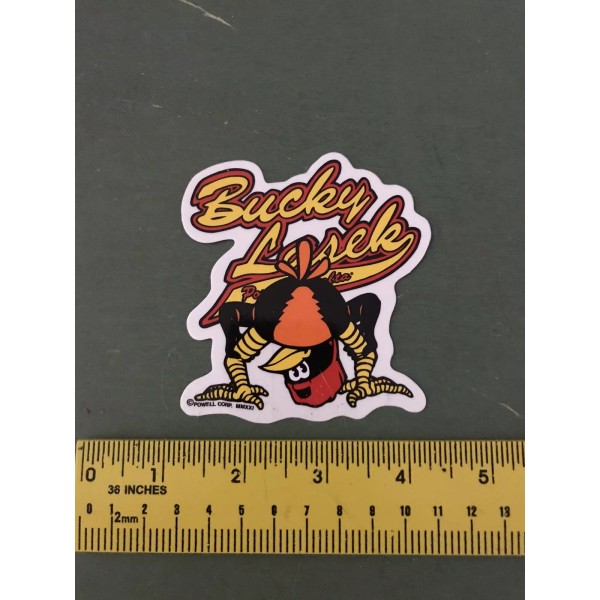 Bucky
Lasek
©POWELL CORP. MMXXI
0 1 2 3 4 5
36 INCHES
0 1 2 3 4 5 6 7 8 9 10 11 12 13
2mm